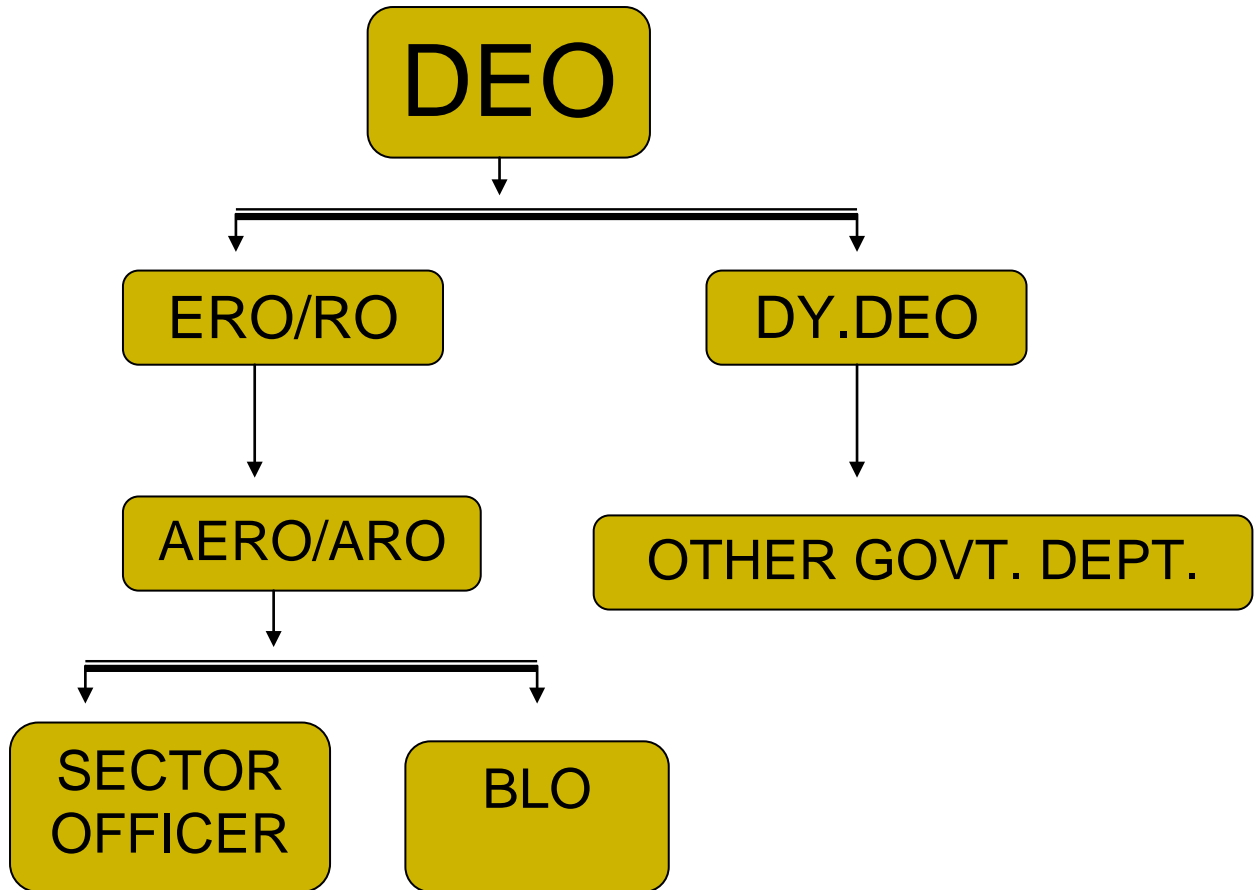 DEO
ERO/RO
DY.DEO
AERO/ARO
OTHER GOVT. DEPT.
SECTOR
OFFICER
BLO